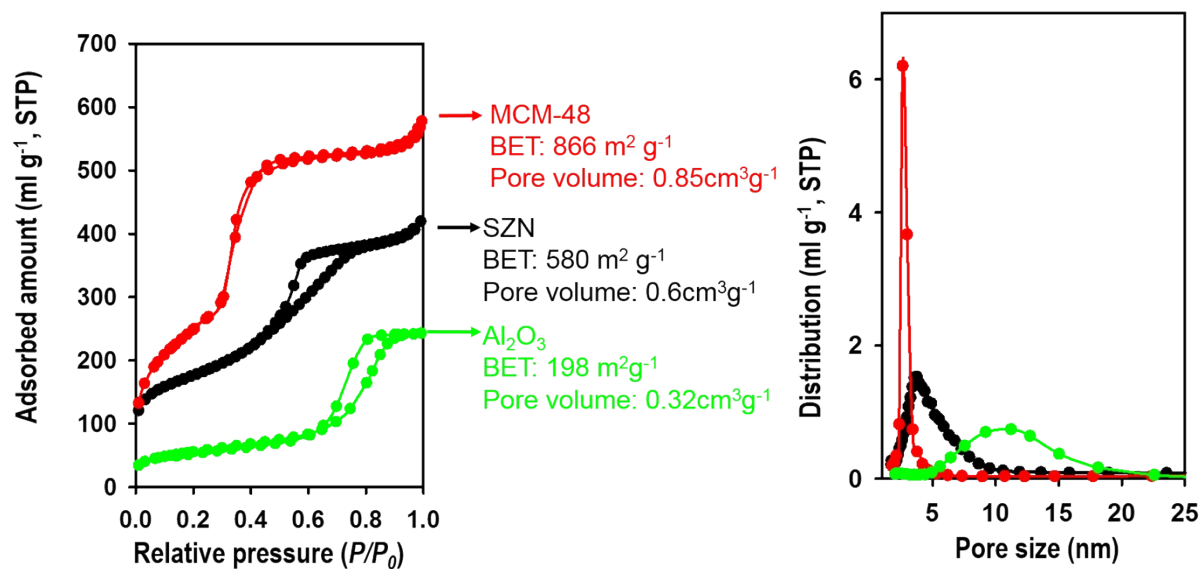 Adsorbed amount (ml g⁻¹, STP)
700
600
500
400
300
200
100
0
0.0 0.2 0.4 0.6 0.8 1.0
Relative pressure (P/P₀)
MCM-48
BET: 866 m² g⁻¹
Pore volume: 0.85cm³g⁻¹
SZN
BET: 580 m² g⁻¹
Pore volume: 0.6cm³g⁻¹
Al₂O₃
BET: 198 m²g⁻¹
Pore volume: 0.32cm³g⁻¹
Distribution (ml g⁻¹, STP)
6
4
2
0
5 10 15 20 25
Pore size (nm)